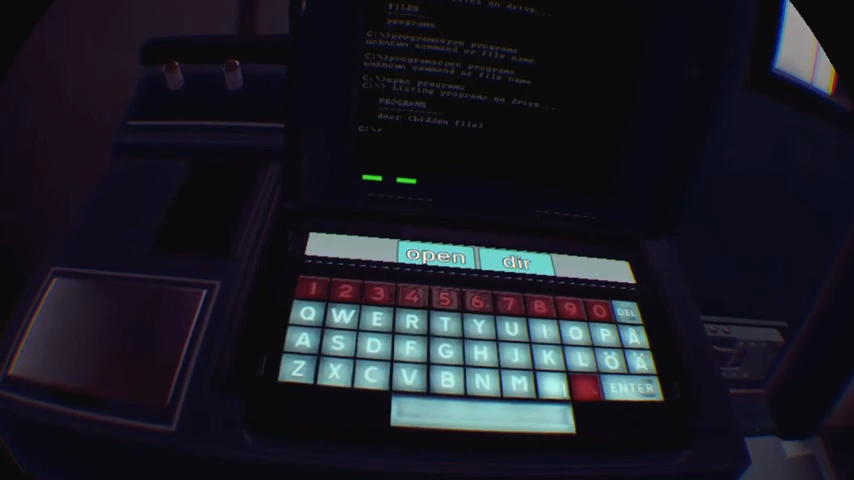 FILES
programs
C:\>programsopen programs
unknown command or file name
C:\>programsopen programs
unknown command or file name
C:\>open programs
C:\> Listing programs on drive...
PROGRAMS
door (hidden file)
C:\>
open dir
1 2 3 4 5 6 7 8 9 0 DEL
Q W E R T Y U I O P Å
A S D F G H J K L Ö Ä
Z X C V B N M ENTER